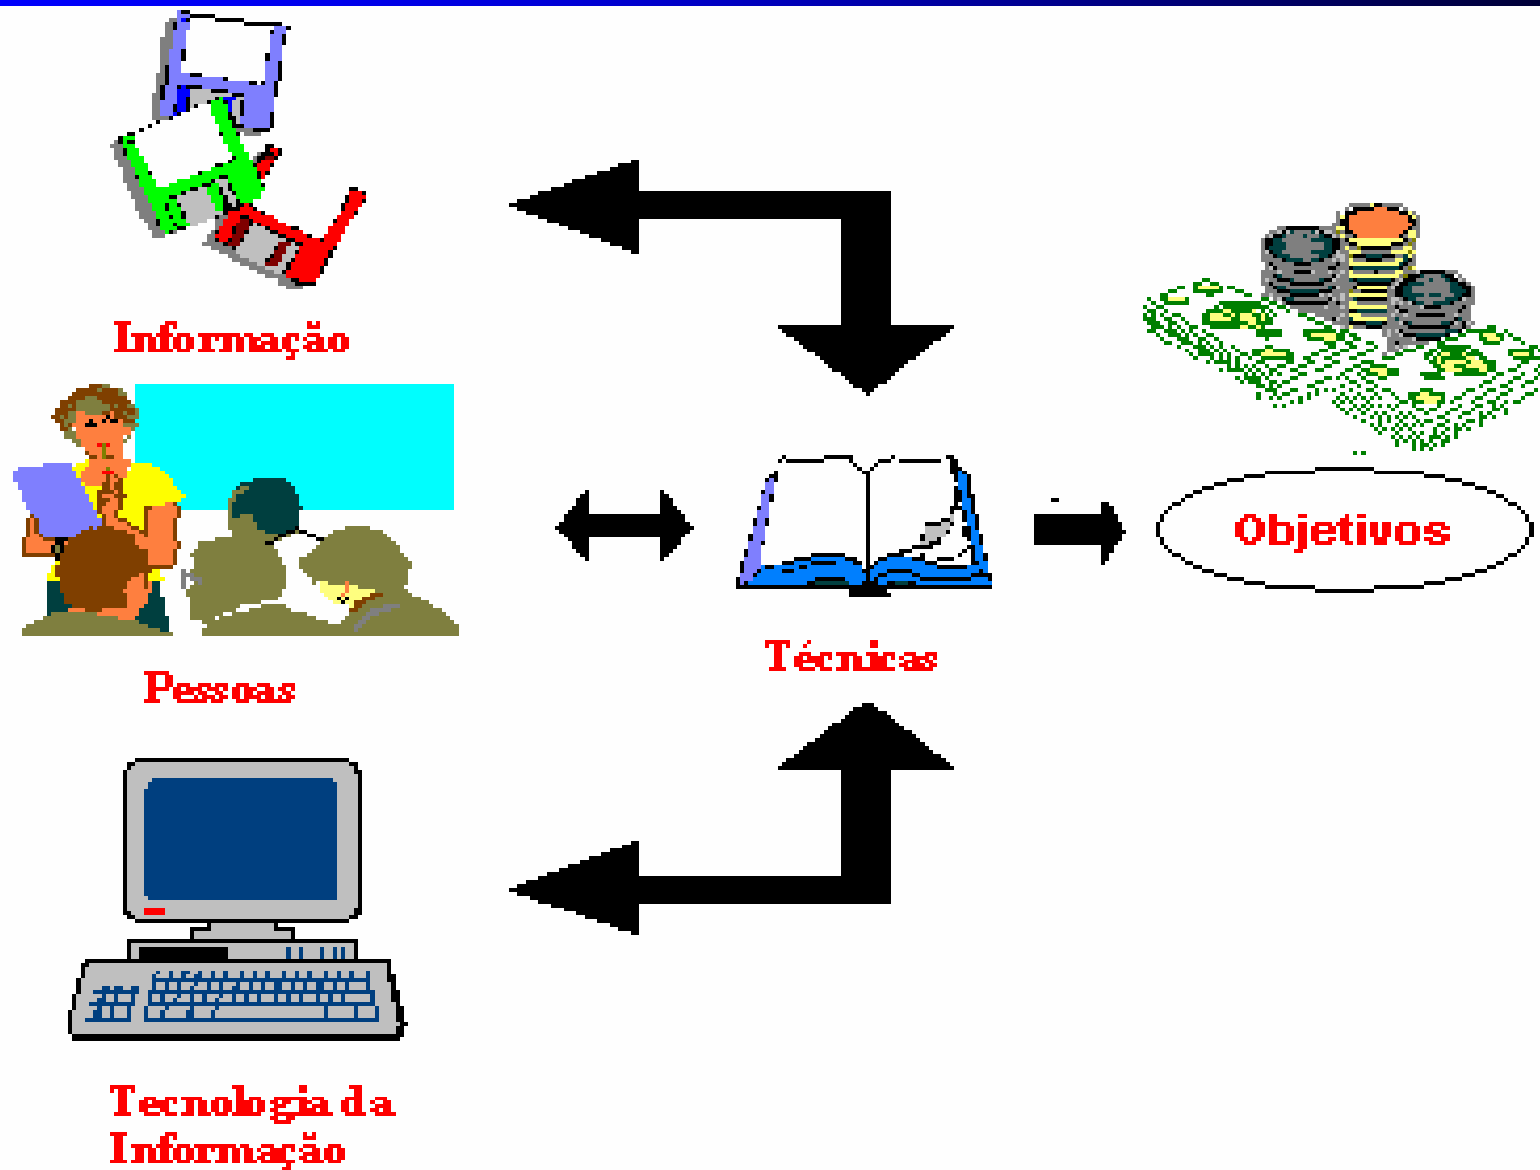 Informação
Pessoas
Técnicas
Objetivos
Tecnologia da
Informação